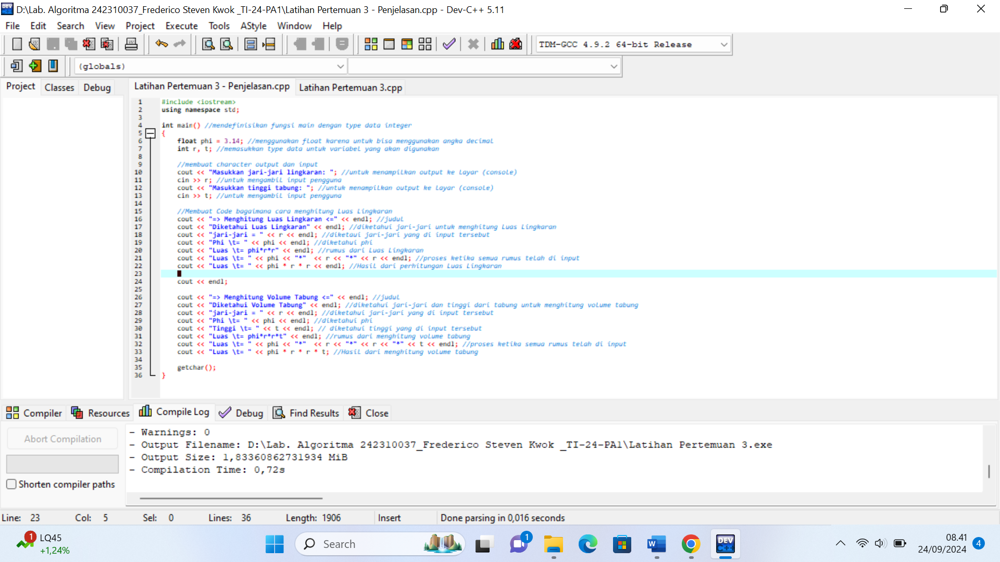 D:\Lab. Algoritma 242310037_Frederico Steven Kwok _TI-24-PA1\Latihan Pertemuan 3 - Penjelasan.cpp - Dev-C++ 5.11
File Edit Search View Project Execute Tools AStyle Window Help
TDM-GCC 4.9.2 64-bit Release
(globals)
Project Classes Debug
Latihan Pertemuan 3 - Penjelasan.cpp Latihan Pertemuan 3.cpp
1 #include <iostream>
2 using namespace std;
3
4 int main() //mendefinisikan fungsi main dengan type data integer
5 {
6 float phi = 3.14; //menggunakan float karena untuk bisa menggunakan angka decimal
7 int r, t; //memasukkan type data untuk variabel yang akan digunakan
8
9 //membuat character output dan input
10 cout << "Masukkan jari-jari lingkaran: "; //untuk menampilkan output ke layar (console)
11 cin >> r; //untuk mengambil input pengguna
12 cout << "Masukkan tinggi tabung: "; //untuk menampilkan output ke layar (console)
13 cin >> t; //untuk mengambil input pengguna
14
15 //Membuat Code bagaimana cara menghitung Luas Lingkaran
16 cout << "=> Menghitung Luas Lingkaran <=" << endl; //judul
17 cout << "Diketahui Luas Lingkaran" << endl; //diketahui jari-jari untuk menghitung Luas Lingkaran
18 cout << "jari-jari = " << r << endl; //diketaui jari-jari yang di input tersebut
19 cout << "Phi \t= " << phi << endl; //diketahui phi
20 cout << "Luas \t= phi*r*r" << endl; //rumus dari Luas Lingkaran
21 cout << "Luas \t= " << phi << "*"  << r << "*" << r << endl; //proses ketika semua rumus telah di input
22 cout << "Luas \t= " << phi * r * r << endl; //Hasil dari perhitungan Luas Lingkaran
23
24 cout << endl;
25
26 cout << "=> Menghitung Volume Tabung <=" << endl; //judul
27 cout << "Diketahui Volume Tabung" << endl; //diketahui jari-jari dan tinggi dari tabung untuk menghitung volume tabung
28 cout << "jari-jari = " << r << endl; //diketahui jari-jari yang di input tersebut
29 cout << "Phi \t= " << phi << endl; //diketahui phi
30 cout << "Tinggi \t= " << t << endl; // diketahui tinggi yang di input tersebut
31 cout << "Luas \t= phi*r*r*t" << endl; //rumus dari menghitung volume tabung
32 cout << "Luas \t= " << phi << "*"  << r << "*" << r << "*" << t << endl; //proses ketika semua rumus telah di input
33 cout << "Luas \t= " << phi * r * r * t; //Hasil dari menghitung volume tabung
34
35 getchar();
36 }
Compiler Resources Compile Log Debug Find Results Close
Abort Compilation
Shorten compiler paths
- Warnings: 0
- Output Filename: D:\Lab. Algoritma 242310037_Frederico Steven Kwok _TI-24-PA1\Latihan Pertemuan 3.exe
- Output Size: 1,83360862731934 MiB
- Compilation Time: 0,72s
Line: 23 Col: 5 Sel: 0 Lines: 36 Length: 1906 Insert Done parsing in 0,016 seconds
1 LQ45
+1,24%
Search
1
DEV C++
08.41
24/09/2024
4